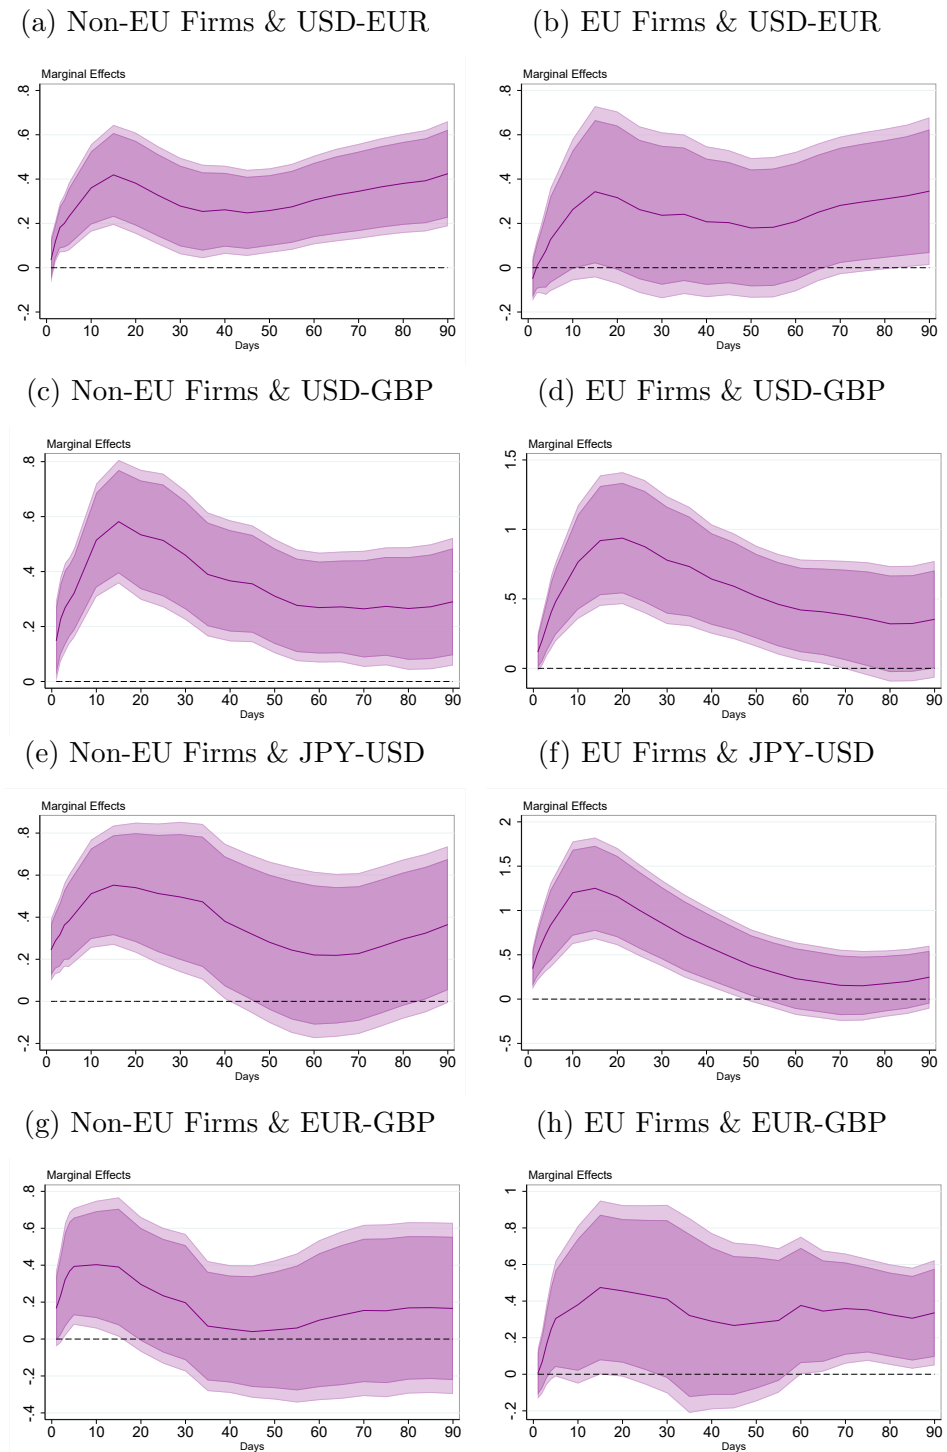 (a) Non-EU Firms & USD-EUR
(b) EU Firms & USD-EUR
Marginal Effects
.8
.6
.4
.2
0
-.2
0 10 20 30 40 50 60 70 80 90
Days
Marginal Effects
.8
.6
.4
.2
0
-.2
0 10 20 30 40 50 60 70 80 90
Days
(c) Non-EU Firms & USD-GBP
(d) EU Firms & USD-GBP
Marginal Effects
.8
.6
.4
.2
0
0 10 20 30 40 50 60 70 80 90
Days
Marginal Effects
1.5
1
.5
0
0 10 20 30 40 50 60 70 80 90
Days
(e) Non-EU Firms & JPY-USD
(f) EU Firms & JPY-USD
Marginal Effects
.8
.6
.4
.2
0
-.2
0 10 20 30 40 50 60 70 80 90
Days
Marginal Effects
2
1.5
1
.5
0
-.5
0 10 20 30 40 50 60 70 80 90
Days
(g) Non-EU Firms & EUR-GBP
(h) EU Firms & EUR-GBP
Marginal Effects
.8
.6
.4
.2
0
-.2
-.4
0 10 20 30 40 50 60 70 80 90
Days
Marginal Effects
1
.8
.6
.4
.2
0
-.2
0 10 20 30 40 50 60 70 80 90
Days